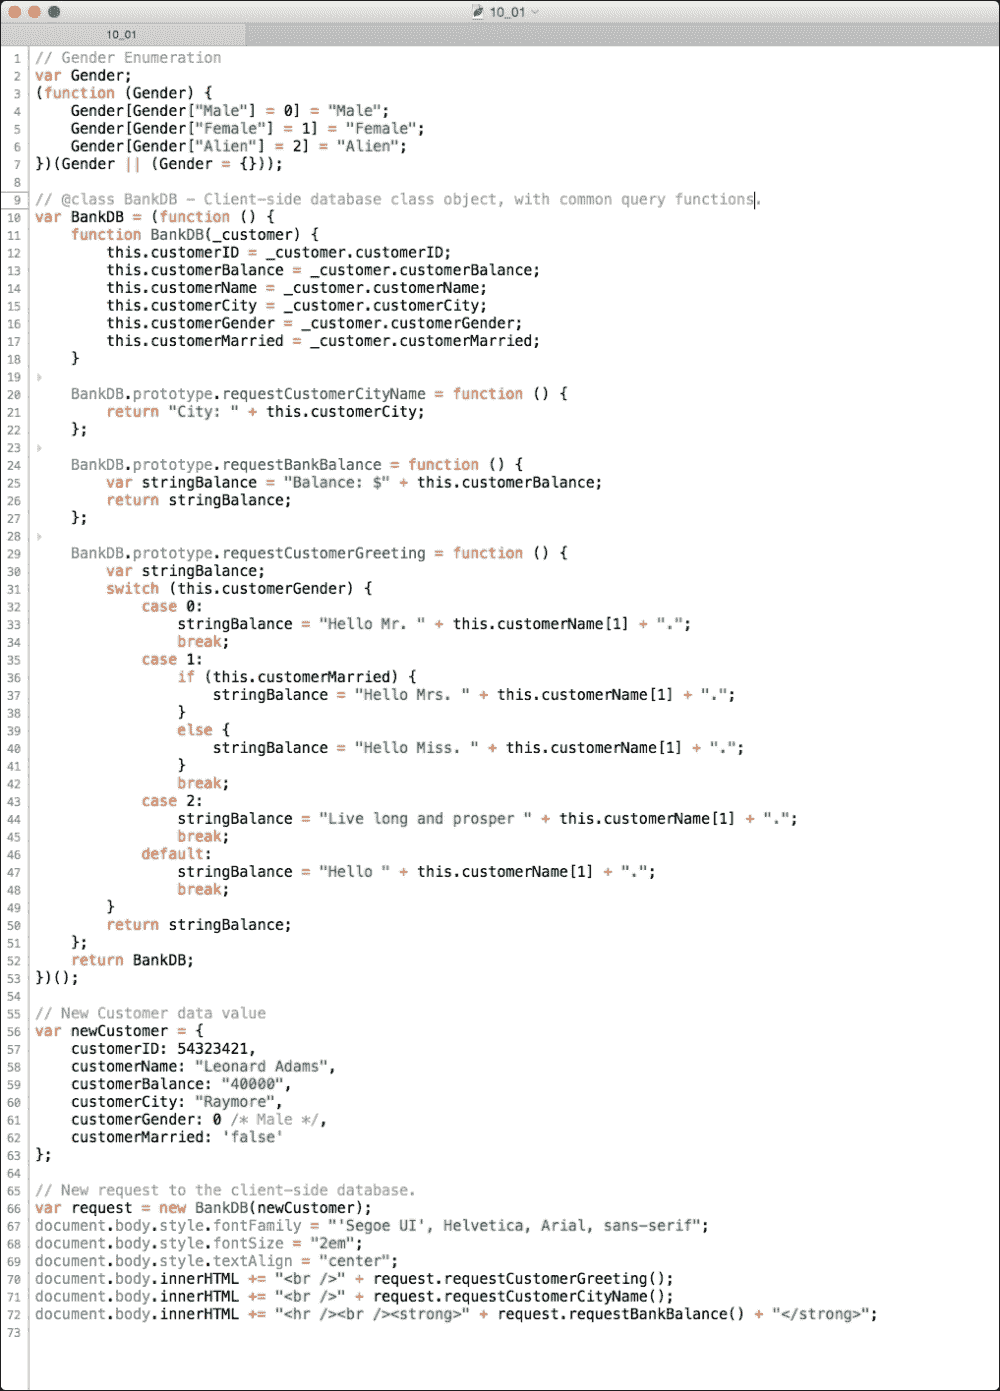 10_01
10_01
1 // Gender Enumeration
2 var Gender;
3 (function (Gender) {
4     Gender[Gender["Male"] = 0] = "Male";
5     Gender[Gender["Female"] = 1] = "Female";
6     Gender[Gender["Alien"] = 2] = "Alien";
7 })(Gender || (Gender = {}));
8
9 // @class BankDB - Client-side database class object, with common query functions.
10 var BankDB = (function () {
11     function BankDB(_customer) {
12         this.customerID = _customer.customerID;
13         this.customerBalance = _customer.customerBalance;
14         this.customerName = _customer.customerName;
15         this.customerCity = _customer.customerCity;
16         this.customerGender = _customer.customerGender;
17         this.customerMarried = _customer.customerMarried;
18     }
19
20     BankDB.prototype.requestCustomerCityName = function () {
21         return "City: " + this.customerCity;
22     };
23
24     BankDB.prototype.requestBankBalance = function () {
25         var stringBalance = "Balance: $" + this.customerBalance;
26         return stringBalance;
27     };
28
29     BankDB.prototype.requestCustomerGreeting = function () {
30         var stringBalance;
31         switch (this.customerGender) {
32             case 0:
33                 stringBalance = "Hello Mr. " + this.customerName[1] + ".";
34                 break;
35             case 1:
36                 if (this.customerMarried) {
37                     stringBalance = "Hello Mrs. " + this.customerName[1] + ".";
38                 }
39                 else {
40                     stringBalance = "Hello Miss. " + this.customerName[1] + ".";
41                 }
42                 break;
43             case 2:
44                 stringBalance = "Live long and prosper " + this.customerName[1] + ".";
45                 break;
46             default:
47                 stringBalance = "Hello " + this.customerName[1] + ".";
48                 break;
49         }
50         return stringBalance;
51     };
52     return BankDB;
53 })();
54
55 // New Customer data value
56 var newCustomer = {
57     customerID: 54323421,
58     customerName: "Leonard Adams",
59     customerBalance: "40000",
60     customerCity: "Raymore",
61     customerGender: 0 /* Male */,
62     customerMarried: 'false'
63 };
64
65 // New request to the client-side database.
66 var request = new BankDB(newCustomer);
67 document.body.style.fontFamily = "'Segoe UI', Helvetica, Arial, sans-serif";
68 document.body.style.fontSize = "2em";
69 document.body.style.textAlign = "center";
70 document.body.innerHTML += "<br />" + request.requestCustomerGreeting();
71 document.body.innerHTML += "<br />" + request.requestCustomerCityName();
72 document.body.innerHTML += "<hr /><br /><strong>" + request.requestBankBalance() + "</strong>";
73